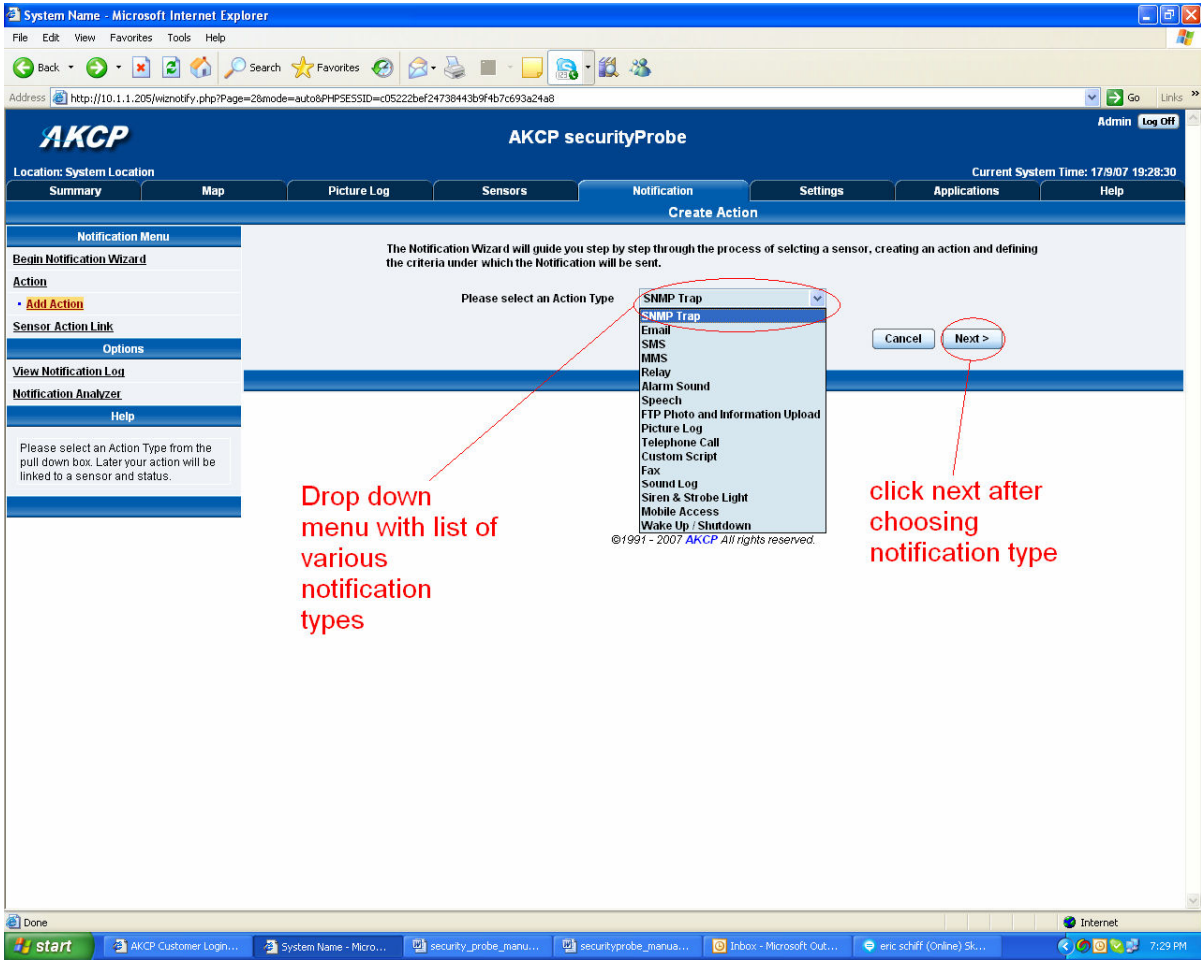 System Name - Microsoft Internet Explorer
File Edit View Favorites Tools Help
Back Search Favorites
Address http://10.1.1.205/wiznotify.php?Page=2&mode=auto&PHPSESSID=c05222bef24738443b9f4b7c693a24a8 Go Links »
AKCP
AKCP securityProbe
Admin Log Off
Location: System Location
Current System Time: 17/9/07 19:28:30
Summary Map Picture Log Sensors Notification Settings Applications Help
Create Action
Notification Menu
Begin Notification Wizard
Action
• Add Action
Sensor Action Link
Options
View Notification Log
Notification Analyzer
Help
Please select an Action Type from the
pull down box. Later your action will be
linked to a sensor and status.
The Notification Wizard will guide you step by step through the process of selcting a sensor, creating an action and defining
the criteria under which the Notification will be sent.
Please select an Action Type SNMP Trap
SNMP Trap
Email
SMS
MMS
Relay
Alarm Sound
Speech
FTP Photo and Information Upload
Picture Log
Telephone Call
Custom Script
Fax
Sound Log
Siren & Strobe Light
Mobile Access
Wake Up / Shutdown
Cancel Next >
©1991 - 2007 AKCP All rights reserved.
Drop down
menu with list of
various
notification
types
click next after
choosing
notification type
Done Internet
start AKCP Customer Login... System Name - Micro... security_probe_manu... securityprobe_manua... Inbox - Microsoft Out... eric schiff (Online) Sk... 7:29 PM